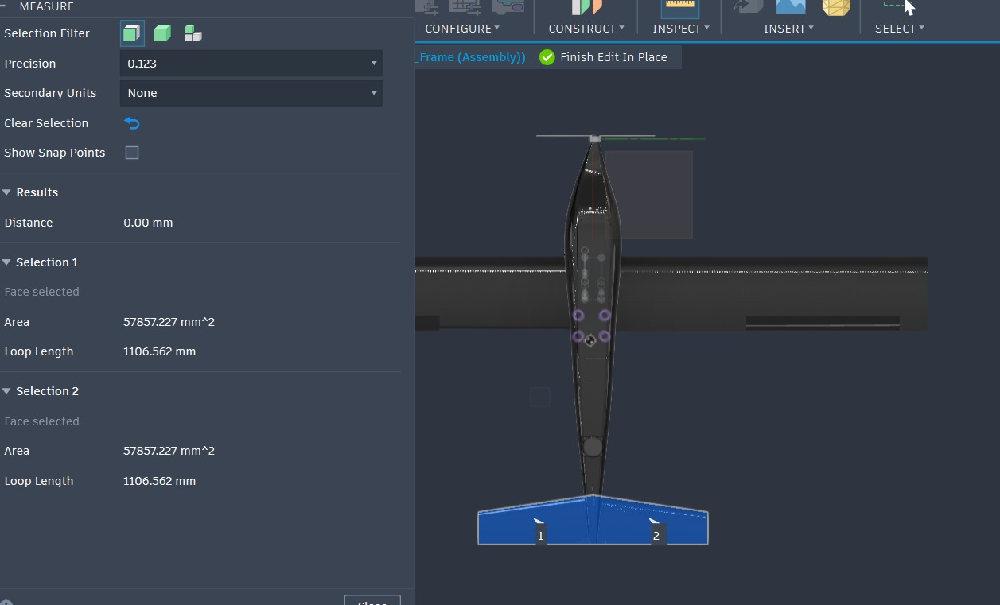 MEASURE
Selection Filter
Precision 0.123
Secondary Units None
Clear Selection
Show Snap Points
Results
Distance 0.00 mm
Selection 1
Face selected
Area 57857.227 mm^2
Loop Length 1106.562 mm
Selection 2
Face selected
Area 57857.227 mm^2
Loop Length 1106.562 mm
Close
CONFIGURE CONSTRUCT INSPECT INSERT SELECT
_Frame (Assembly)) Finish Edit In Place
1 2